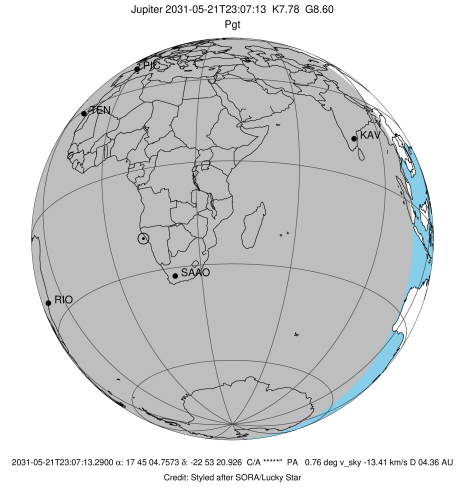 Jupiter 2031-05-21T23:07:13 K7.78 G8.60
Pgt
PIC
TEN
KAV
SAAO
RIO
2031-05-21T23:07:13.2900 α: 17 45 04.7573 δ: -22 53 20.926 C/A *****" PA 0.76 deg v_sky -13.41 km/s D 04.36 AU
Credit: Styled after SORA/Lucky Star